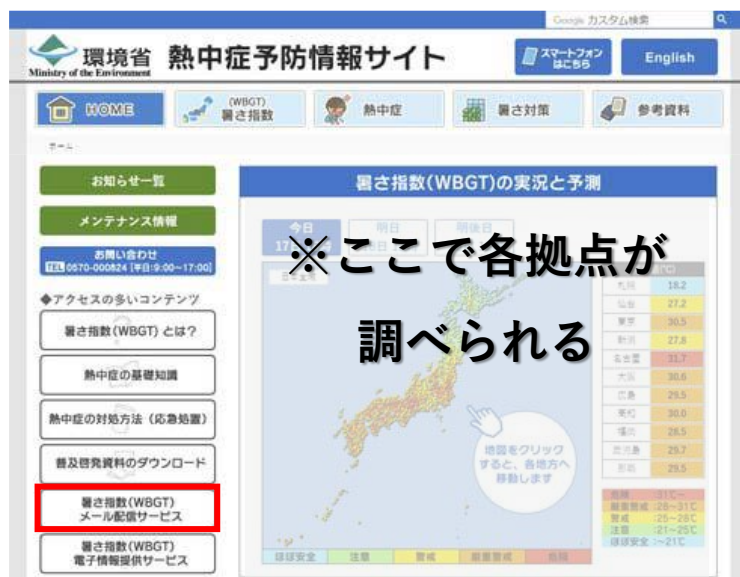 Google カスタム検索
環境省
Ministry of the Environment
熱中症予防情報サイト
スマートフォン
はこちら
English
HOME
(WBGT)
暑さ指数
熱中症
暑さ対策
参考資料
ホーム
お知らせ一覧
メンテナンス情報
お問い合わせ
TEL 0570-000824 [平日:9:00~17:00]
◆アクセスの多いコンテンツ
暑さ指数(WBGT) とは?
熱中症の基礎知識
熱中症の対処方法(応急処置)
普及啓発資料のダウンロード
暑さ指数(WBGT)
メール配信サービス
暑さ指数(WBGT)
電子情報提供サービス
暑さ指数(WBGT)の実況と予測
今日
明日
明後日
※ここで各拠点が
調べられる
18.2
仙台 27.2
東京 30.5
新潟 27.8
名古屋 31.7
大阪 30.6
広島 29.5
高知 30.0
福岡 28.5
鹿児島 29.7
那覇 29.5
地図をクリック
すると、各地方へ
移動します
危険 :31℃~
厳重警戒 :28~31℃
警戒 :25~28℃
注意 :21~25℃
ほぼ安全 :~21℃
ほぼ安全 注意 警戒 厳重警戒 危険